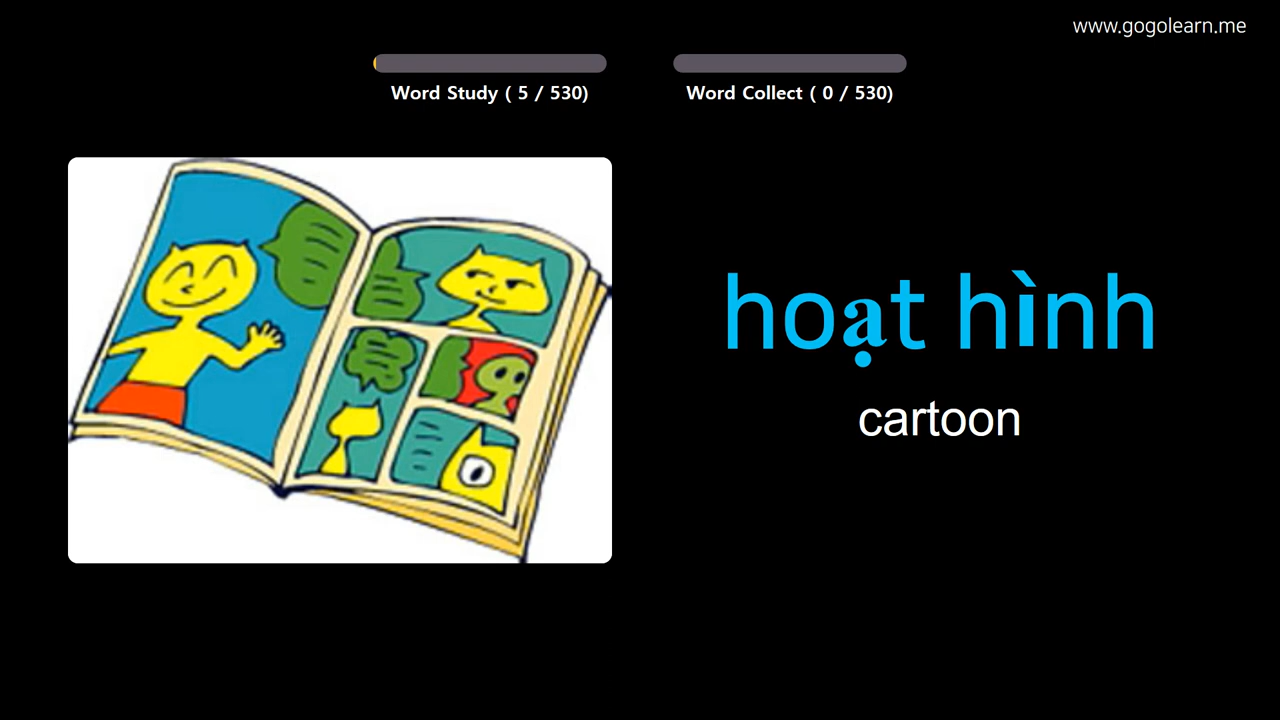 www.gogolearn.me
Word Study ( 5 / 530)
Word Collect ( 0 / 530)
hoạt hình
cartoon